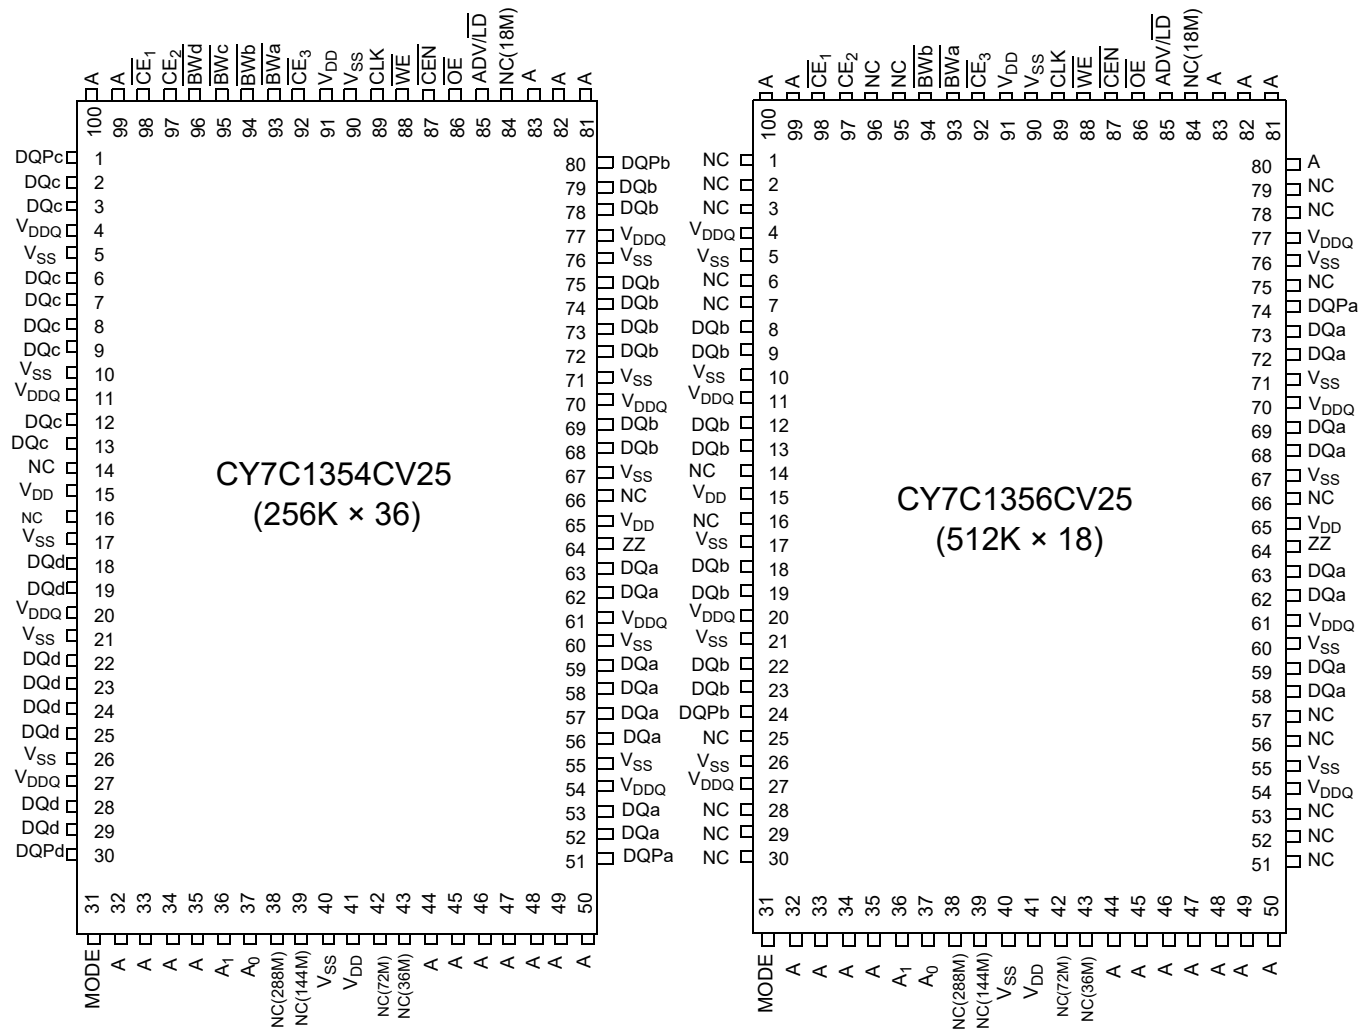 A
A
CE1
CE2
BWd
BWc
BWb
BWa
CE3
VDD
VSS
CLK
WE
CEN
OE
ADV/LD
NC(18M)
A
A
A
100
99
98
97
96
95
94
93
92
91
90
89
88
87
86
85
84
83
82
81
DQPc 1
DQc 2
DQc 3
VDDQ 4
VSS 5
DQc 6
DQc 7
DQc 8
DQc 9
VSS 10
VDDQ 11
DQc 12
DQc 13
NC 14
VDD 15
NC 16
VSS 17
DQd 18
DQd 19
VDDQ 20
VSS 21
DQd 22
DQd 23
DQd 24
DQd 25
VSS 26
VDDQ 27
DQd 28
DQd 29
DQPd 30
CY7C1354CV25
(256K × 36)
80 DQPb
79 DQb
78 DQb
77 VDDQ
76 VSS
75 DQb
74 DQb
73 DQb
72 DQb
71 VSS
70 VDDQ
69 DQb
68 DQb
67 VSS
66 NC
65 VDD
64 ZZ
63 DQa
62 DQa
61 VDDQ
60 VSS
59 DQa
58 DQa
57 DQa
56 DQa
55 VSS
54 VDDQ
53 DQa
52 DQa
51 DQPa
31
32
33
34
35
36
37
38
39
40
41
42
43
44
45
46
47
48
49
50
MODE
A
A
A
A
A1
A0
NC(288M)
NC(144M)
VSS
VDD
NC(72M)
NC(36M)
A
A
A
A
A
A
A
A
A
CE1
CE2
NC
NC
BWb
BWa
CE3
VDD
VSS
CLK
WE
CEN
OE
ADV/LD
NC(18M)
A
A
A
100
99
98
97
96
95
94
93
92
91
90
89
88
87
86
85
84
83
82
81
NC 1
NC 2
NC 3
VDDQ 4
VSS 5
NC 6
NC 7
DQb 8
DQb 9
VSS 10
VDDQ 11
DQb 12
DQb 13
NC 14
VDD 15
NC 16
VSS 17
DQb 18
DQb 19
VDDQ 20
VSS 21
DQb 22
DQb 23
DQPb 24
NC 25
VSS 26
VDDQ 27
NC 28
NC 29
NC 30
CY7C1356CV25
(512K × 18)
80 A
79 NC
78 NC
77 VDDQ
76 VSS
75 NC
74 DQPa
73 DQa
72 DQa
71 VSS
70 VDDQ
69 DQa
68 DQa
67 VSS
66 NC
65 VDD
64 ZZ
63 DQa
62 DQa
61 VDDQ
60 VSS
59 DQa
58 DQa
57 NC
56 NC
55 VSS
54 VDDQ
53 NC
52 NC
51 NC
31
32
33
34
35
36
37
38
39
40
41
42
43
44
45
46
47
48
49
50
MODE
A
A
A
A
A1
A0
NC(288M)
NC(144M)
VSS
VDD
NC(72M)
NC(36M)
A
A
A
A
A
A
A